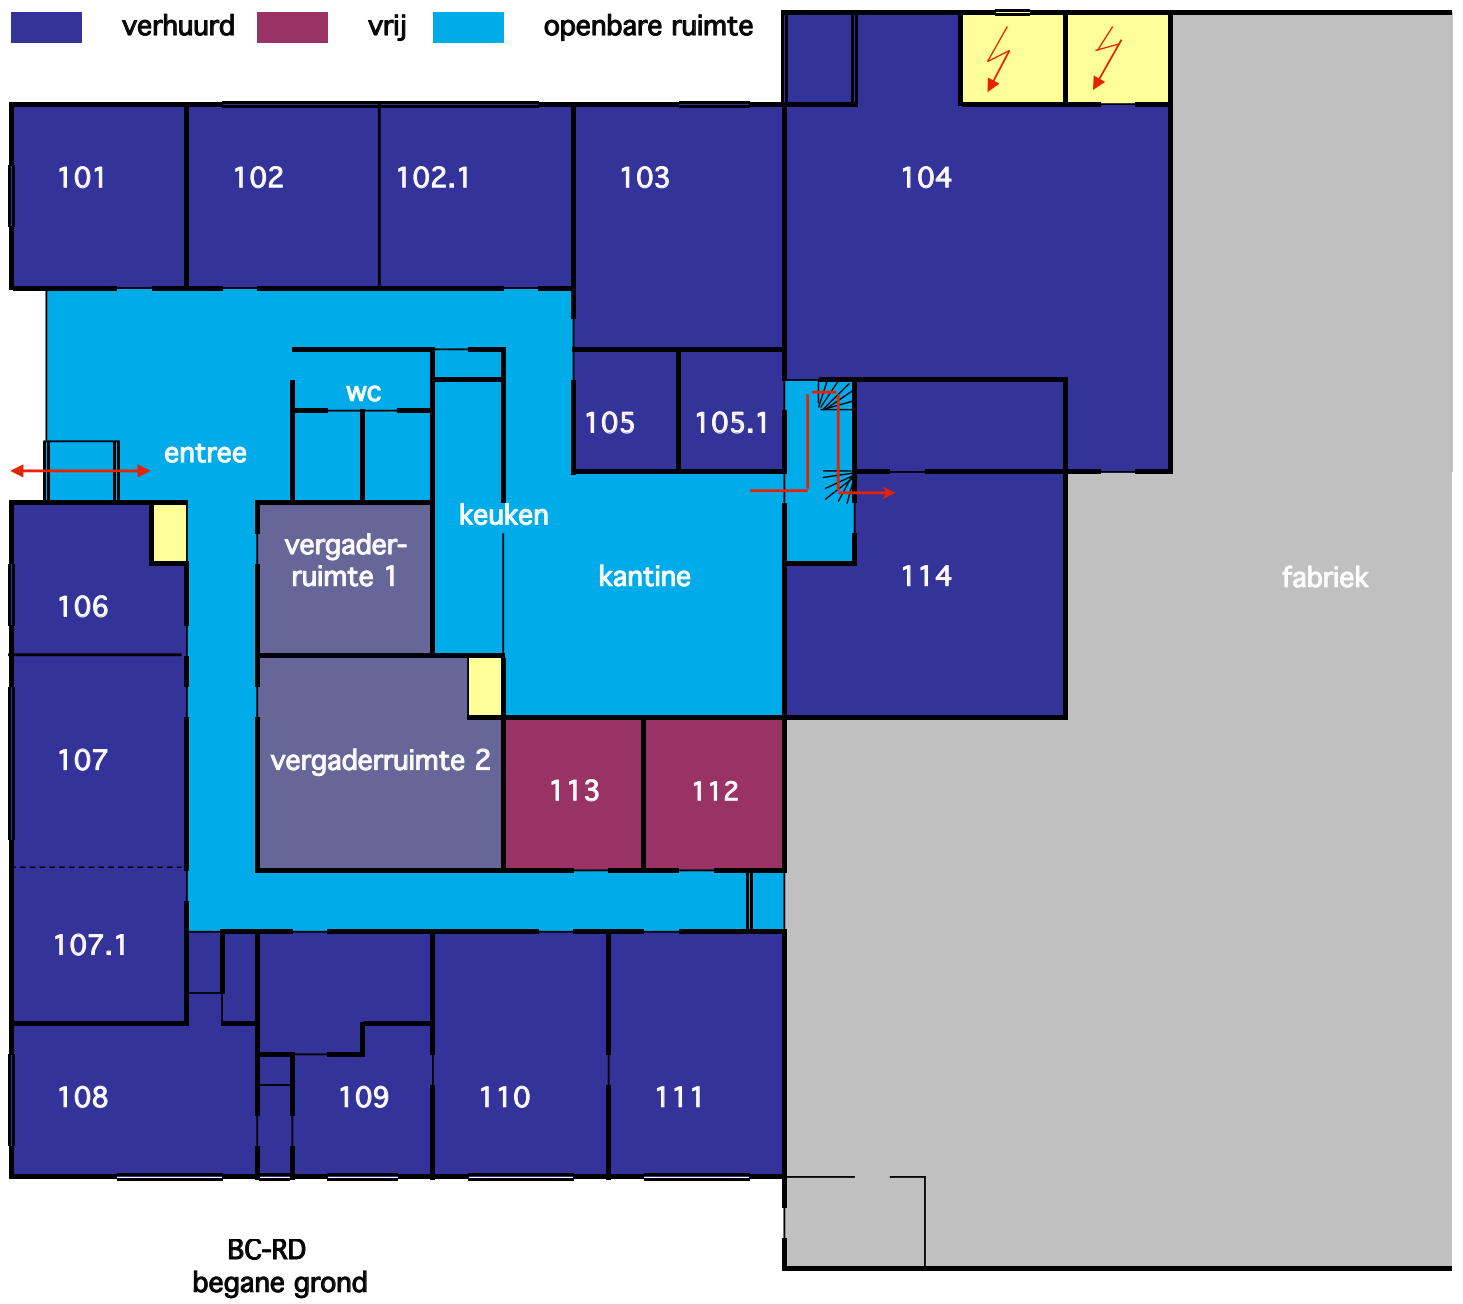 verhuurd vrij openbare ruimte
101 102 102.1 103 104
wc
105 105.1
entree
keuken
vergader-
ruimte 1
kantine 114 fabriek
106
107 vergaderruimte 2
113 112
107.1
108 109 110 111
BC-RD
begane grond